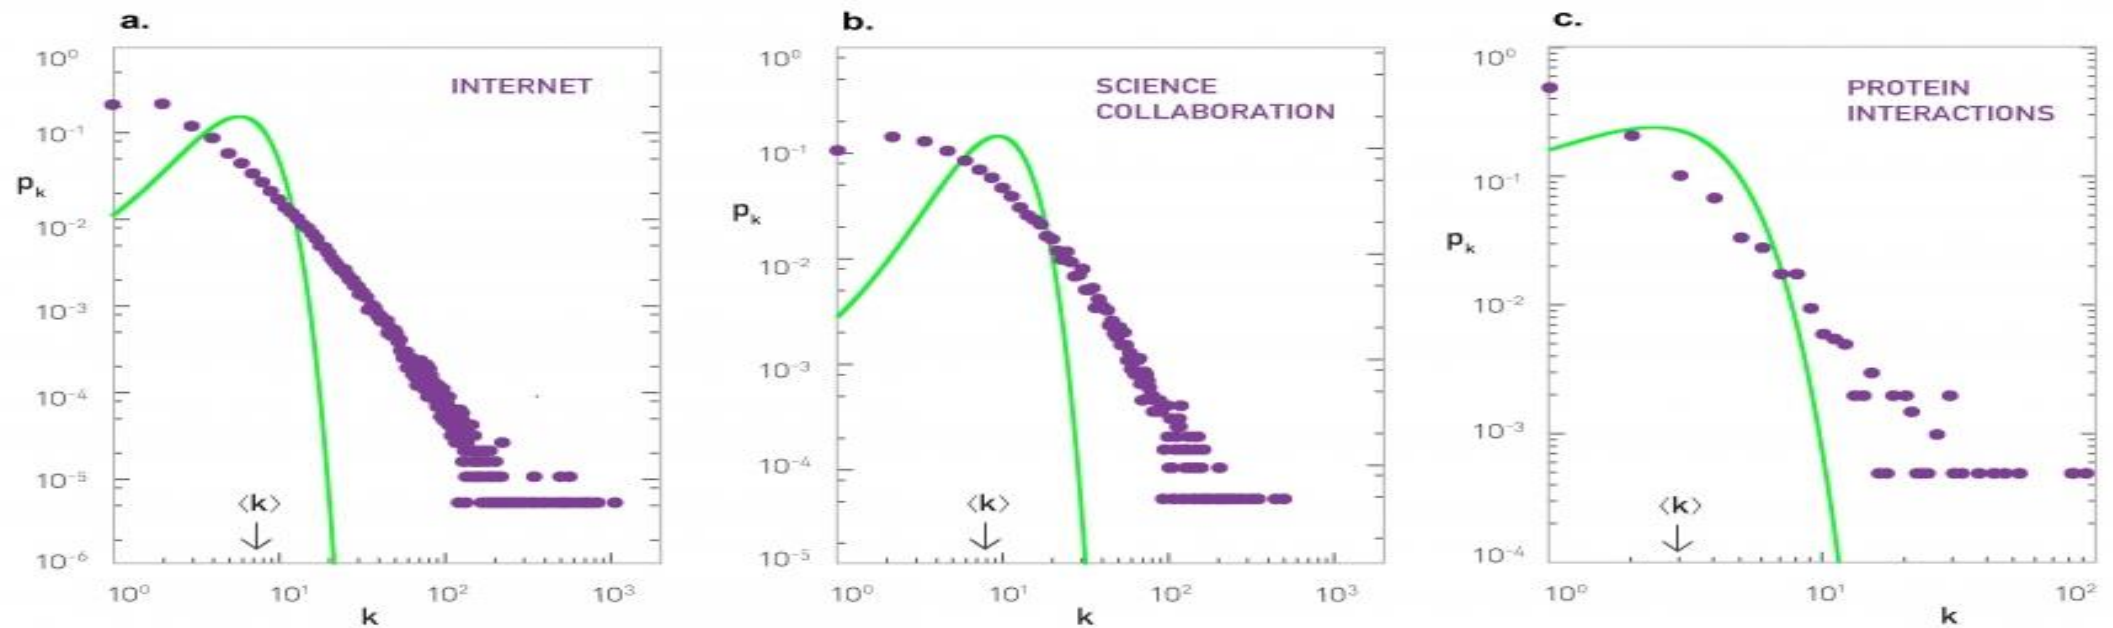 a.
INTERNET
10⁰
10⁻¹
pₖ
10⁻²
10⁻³
10⁻⁴
10⁻⁵
10⁻⁶
⟨k⟩
10⁰ 10¹ 10² 10³
k
b.
SCIENCE
COLLABORATION
10⁰
10⁻¹
pₖ
10⁻²
10⁻³
10⁻⁴
10⁻⁵
⟨k⟩
10⁰ 10¹ 10² 10³
k
c.
PROTEIN
INTERACTIONS
10⁰
10⁻¹
pₖ
10⁻²
10⁻³
10⁻⁴
⟨k⟩
10⁰ 10¹ 10²
k